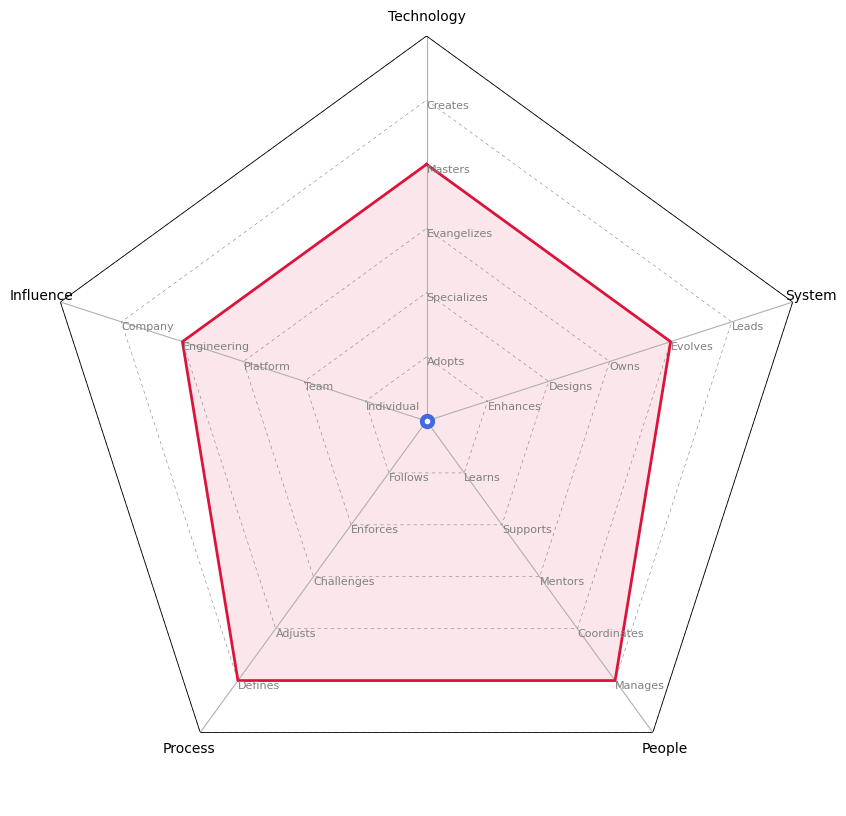 Technology
Creates
Masters
Evangelizes
Specializes
Adopts
Influence
System
Company
Leads
Engineering
Evolves
Platform
Owns
Team
Designs
Individual
Enhances
Follows
Learns
Enforces
Supports
Challenges
Mentors
Adjusts
Coordinates
Defines
Manages
Process
People